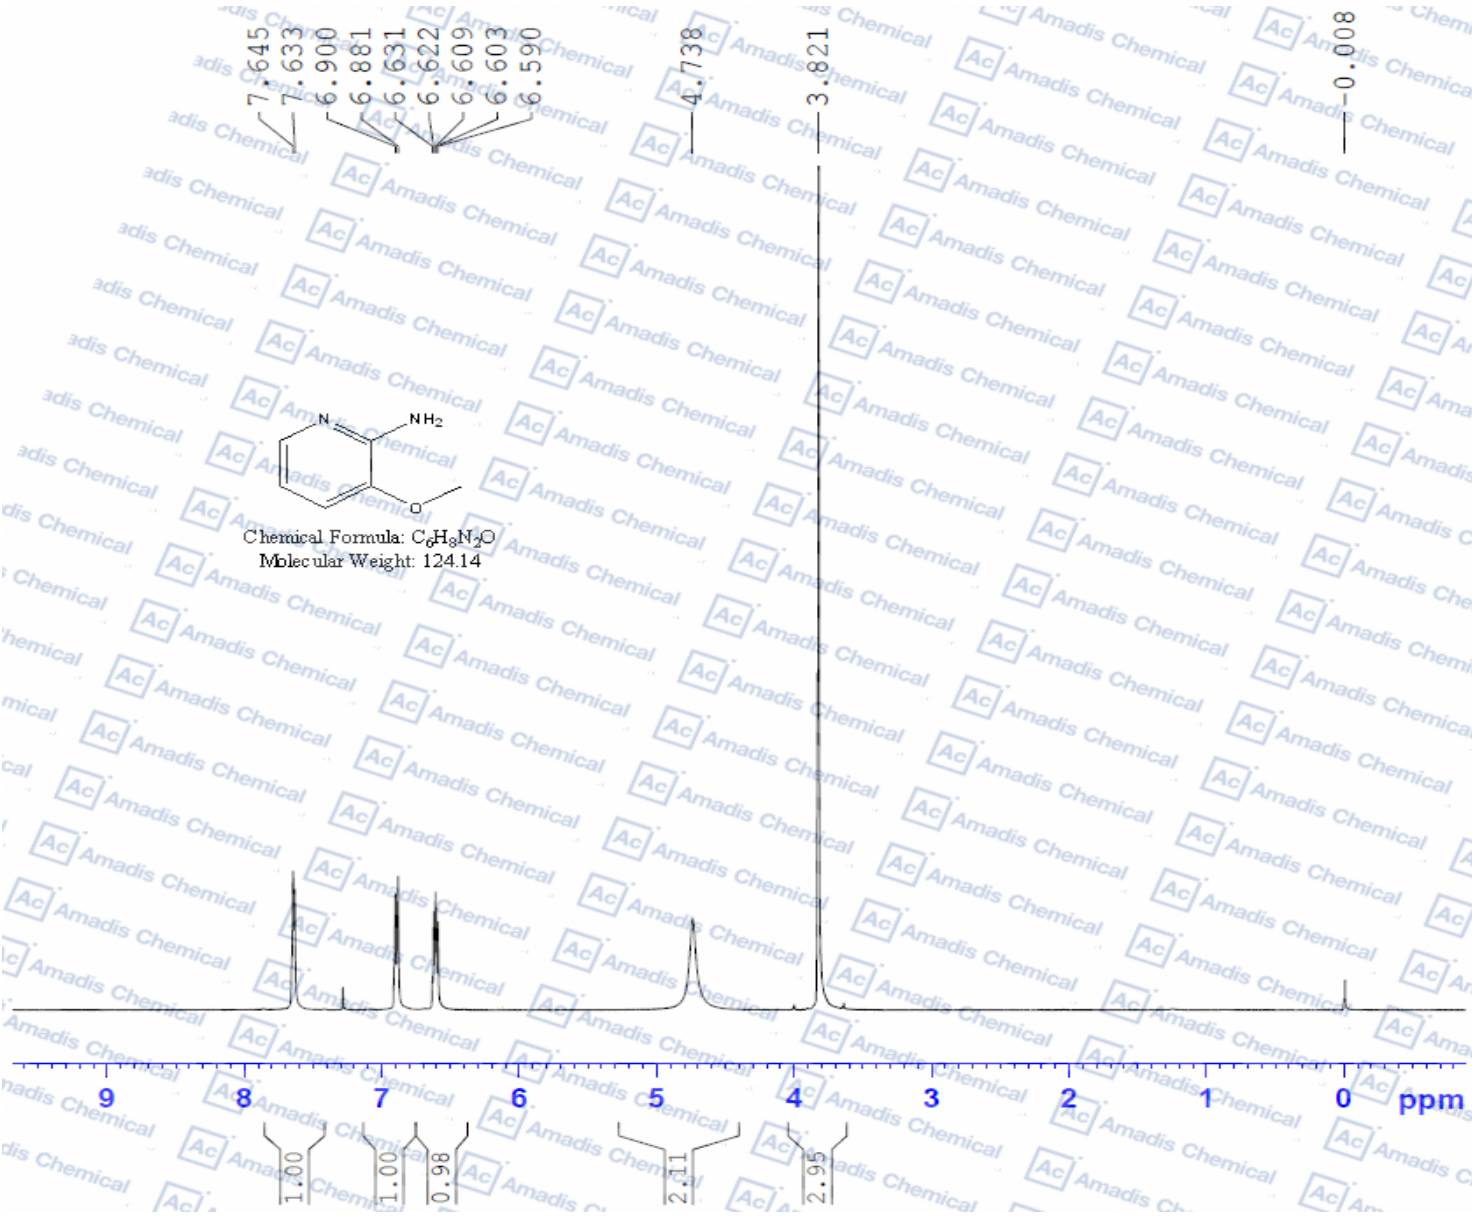 7.645
7.633
6.900
6.881
6.631
6.622
6.609
6.603
6.590
4.738
3.821
-0.008
Ac Amadis Chemical
N
NH2
O
Chemical Formula: C6H8N2O
Molecular Weight: 124.14
9 8 7 6 5 4 3 2 1 0 ppm
1.00
1.00
0.98
2.11
2.95